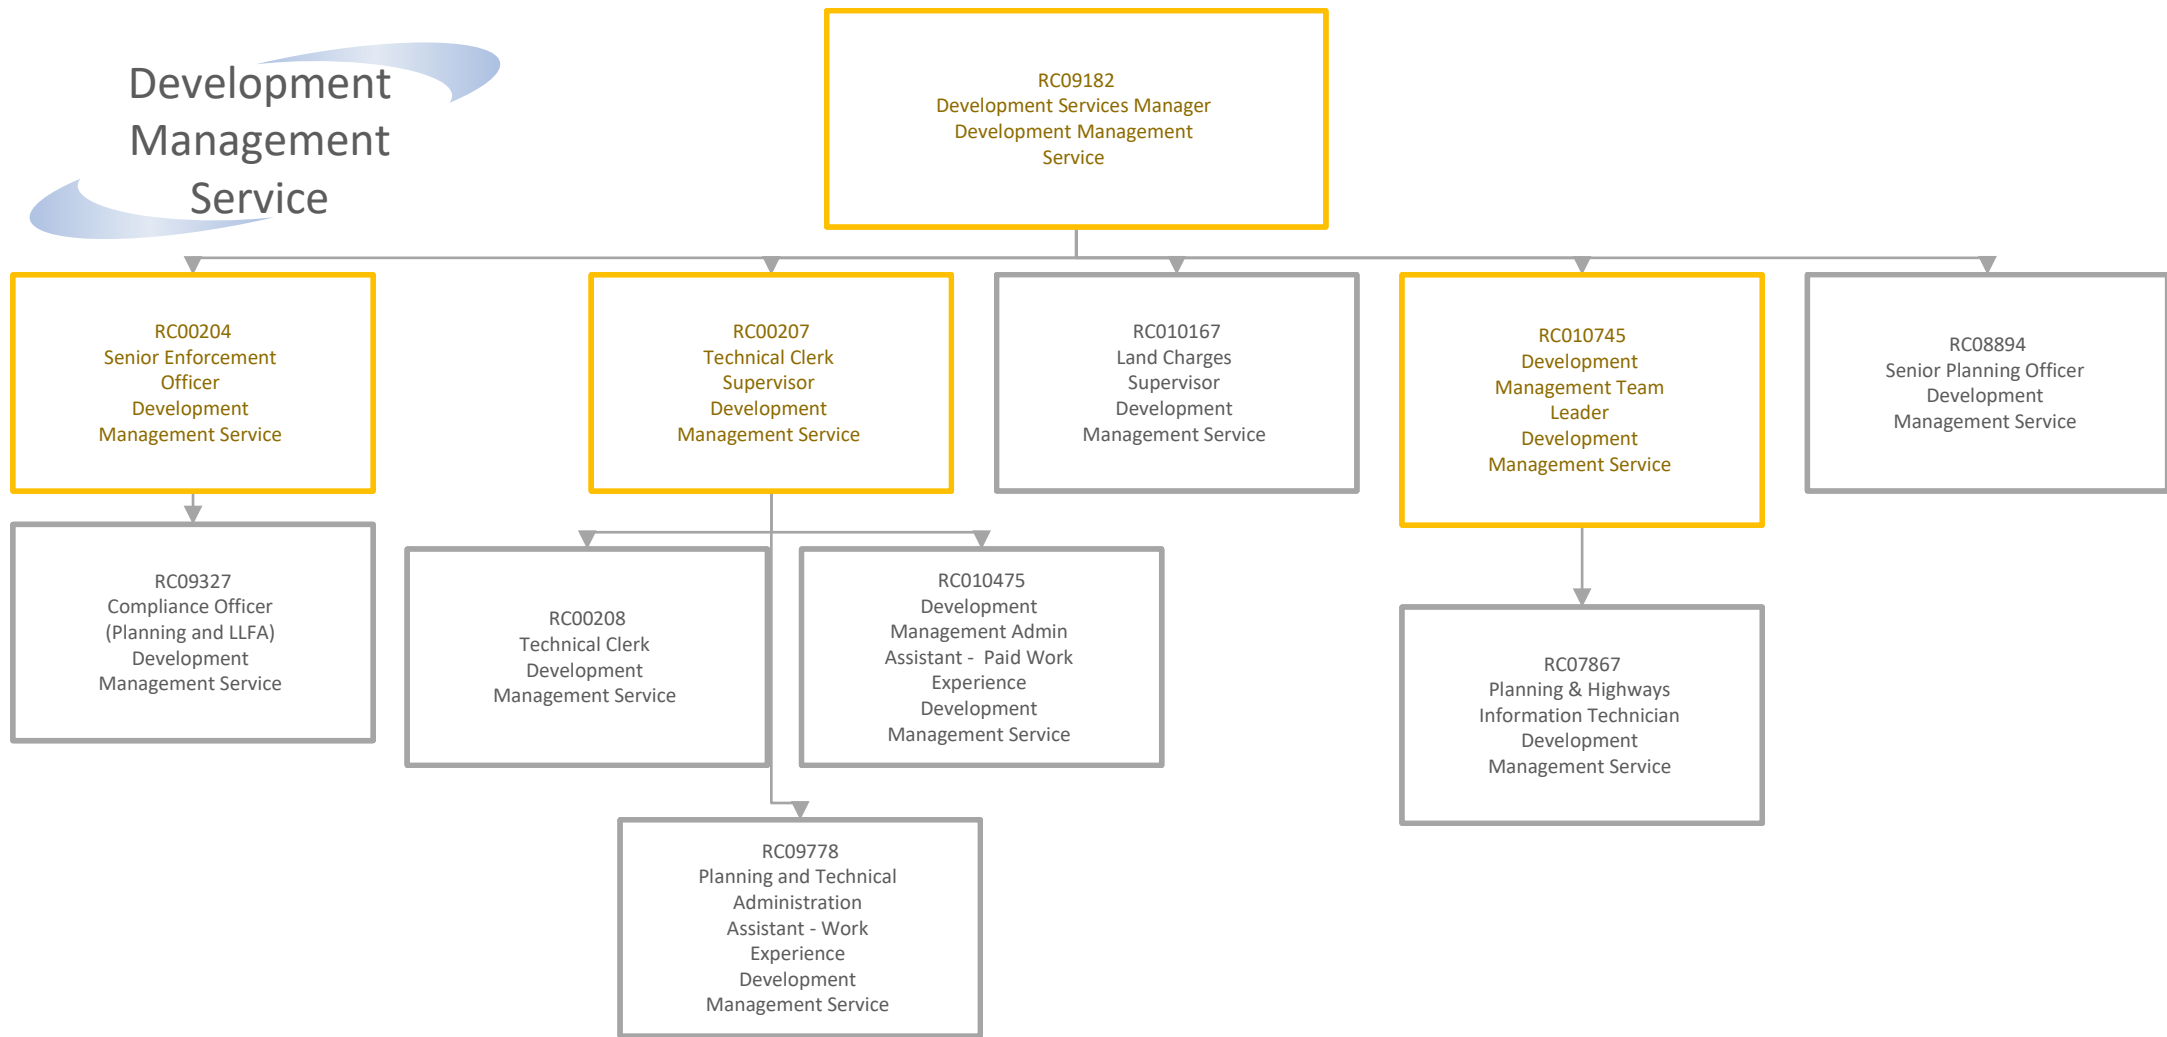 Development
Management
Service
RC09182
Development Services Manager
Development Management
Service
RC00204
Senior Enforcement
Officer
Development
Management Service
RC00207
Technical Clerk
Supervisor
Development
Management Service
RC010167
Land Charges
Supervisor
Development
Management Service
RC010745
Development
Management Team
Leader
Development
Management Service
RC08894
Senior Planning Officer
Development
Management Service
RC09327
Compliance Officer
(Planning and LLFA)
Development
Management Service
RC00208
Technical Clerk
Development
Management Service
RC010475
Development
Management Admin
Assistant - Paid Work
Experience
Development
Management Service
RC07867
Planning & Highways
Information Technician
Development
Management Service
RC09778
Planning and Technical
Administration
Assistant - Work
Experience
Development
Management Service